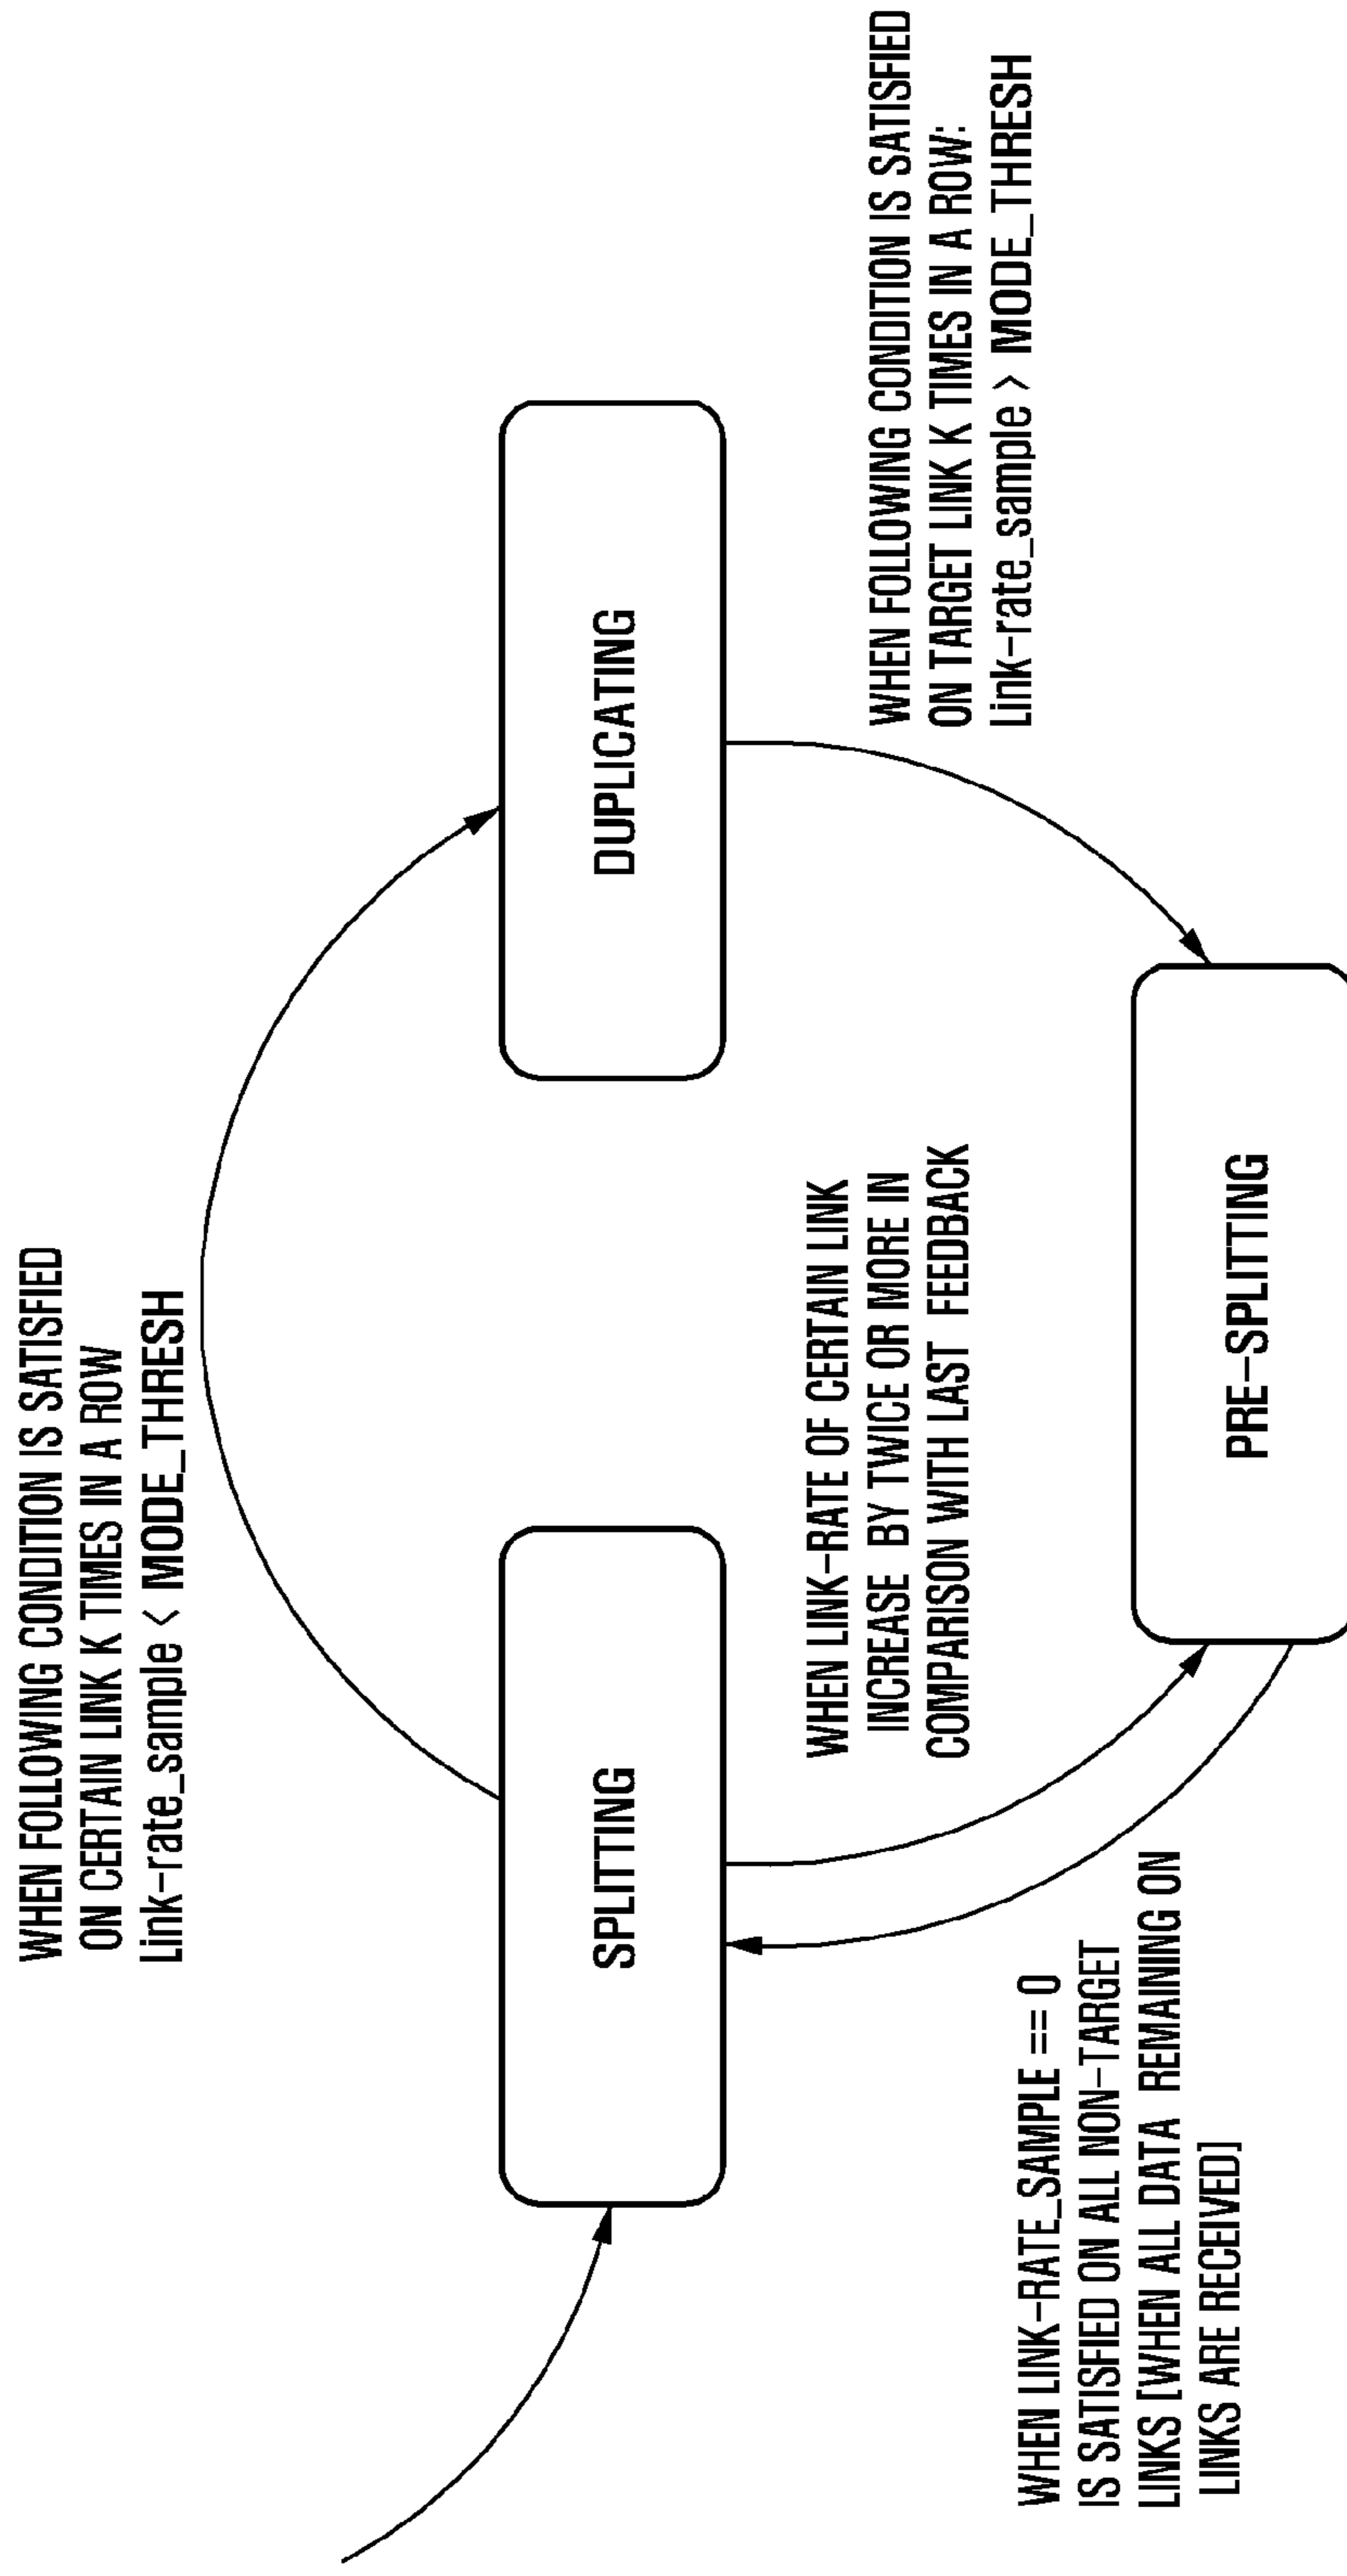 WHEN FOLLOWING CONDITION IS SATISFIED
ON CERTAIN LINK K TIMES IN A ROW
Link-rate_sample < MODE_THRESH
SPLITTING
DUPLICATING
WHEN LINK-RATE OF CERTAIN LINK
INCREASE BY TWICE OR MORE IN
COMPARISON WITH LAST FEEDBACK
WHEN FOLLOWING CONDITION IS SATISFIED
ON TARGET LINK K TIMES IN A ROW:
Link-rate_sample > MODE_THRESH
WHEN LINK-RATE_SAMPLE == 0
IS SATISFIED ON ALL NON-TARGET
LINKS [WHEN ALL DATA REMAINING ON
LINKS ARE RECEIVED]
PRE-SPLITTING